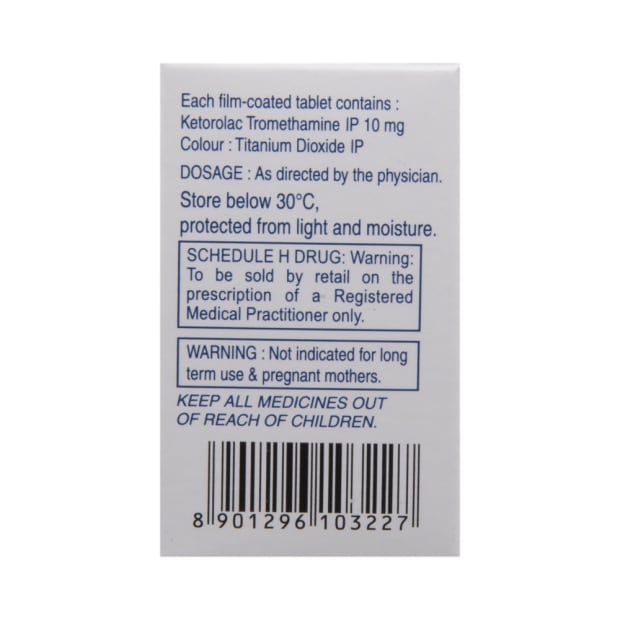 Each film-coated tablet contains :
Ketorolac Tromethamine IP 10 mg
Colour : Titanium Dioxide IP
DOSAGE : As directed by the physician.
Store below 30°C,
protected from light and moisture.
SCHEDULE H DRUG: Warning:
To be sold by retail on the
prescription of a Registered
Medical Practitioner only.
WARNING : Not indicated for long
term use & pregnant mothers.
KEEP ALL MEDICINES OUT
OF REACH OF CHILDREN.
8 901296 103227